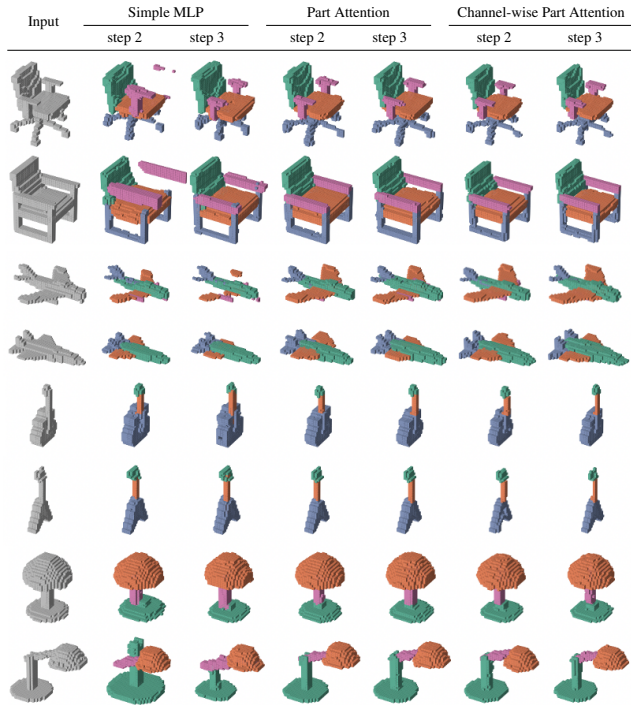 Input Simple MLP Part Attention Channel-wise Part Attention
step 2 step 3 step 2 step 3 step 2 step 3